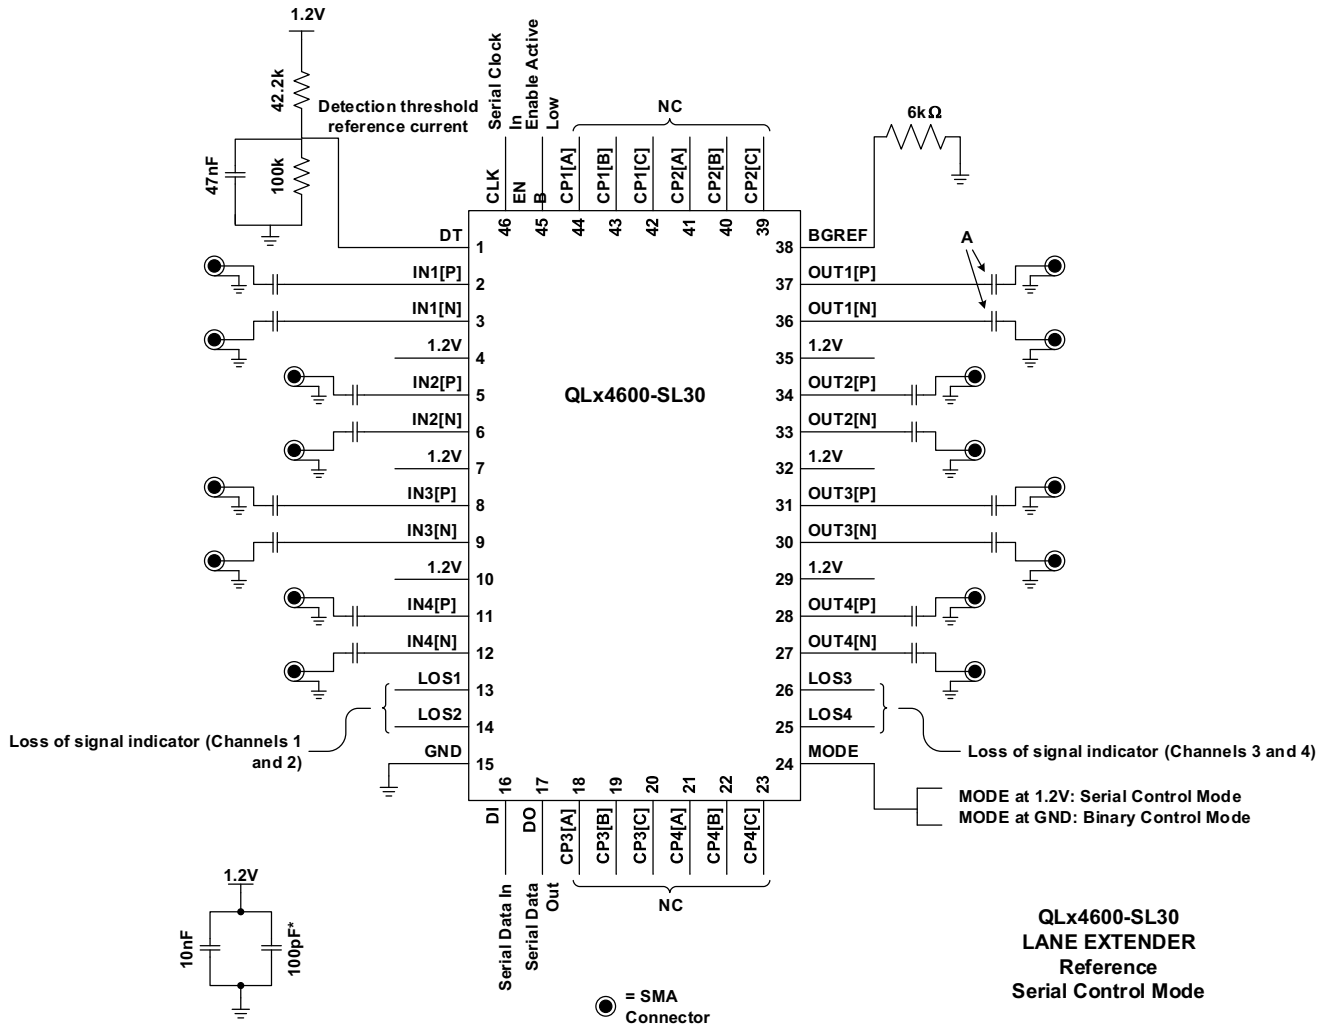 1.2V
42.2k
Detection threshold
reference current
47nF
100k
Serial Clock
In
Enable Active
Low
CLK
EN
B
NC
CP1[A]
CP1[B]
CP1[C]
CP2[A]
CP2[B]
CP2[C]
46
45
44
43
42
41
40
39
6kΩ
A
QLx4600-SL30
DT 1
IN1[P] 2
IN1[N] 3
1.2V 4
IN2[P] 5
IN2[N] 6
1.2V 7
IN3[P] 8
IN3[N] 9
1.2V 10
IN4[P] 11
IN4[N] 12
LOS1 13
LOS2 14
GND 15
Loss of signal indicator (Channels 1
and 2)
38 BGREF
37 OUT1[P]
36 OUT1[N]
35 1.2V
34 OUT2[P]
33 OUT2[N]
32 1.2V
31 OUT3[P]
30 OUT3[N]
29 1.2V
28 OUT4[P]
27 OUT4[N]
26 LOS3
25 LOS4
24 MODE
Loss of signal indicator (Channels 3 and 4)
MODE at 1.2V: Serial Control Mode
MODE at GND: Binary Control Mode
16
17
18
19
20
21
22
23
DI
DO
CP3[A]
CP3[B]
CP3[C]
CP4[A]
CP4[B]
CP4[C]
Serial Data In
Serial Data
Out
NC
1.2V
10nF
100pF*
= SMA
Connector
QLx4600-SL30
LANE EXTENDER
Reference
Serial Control Mode